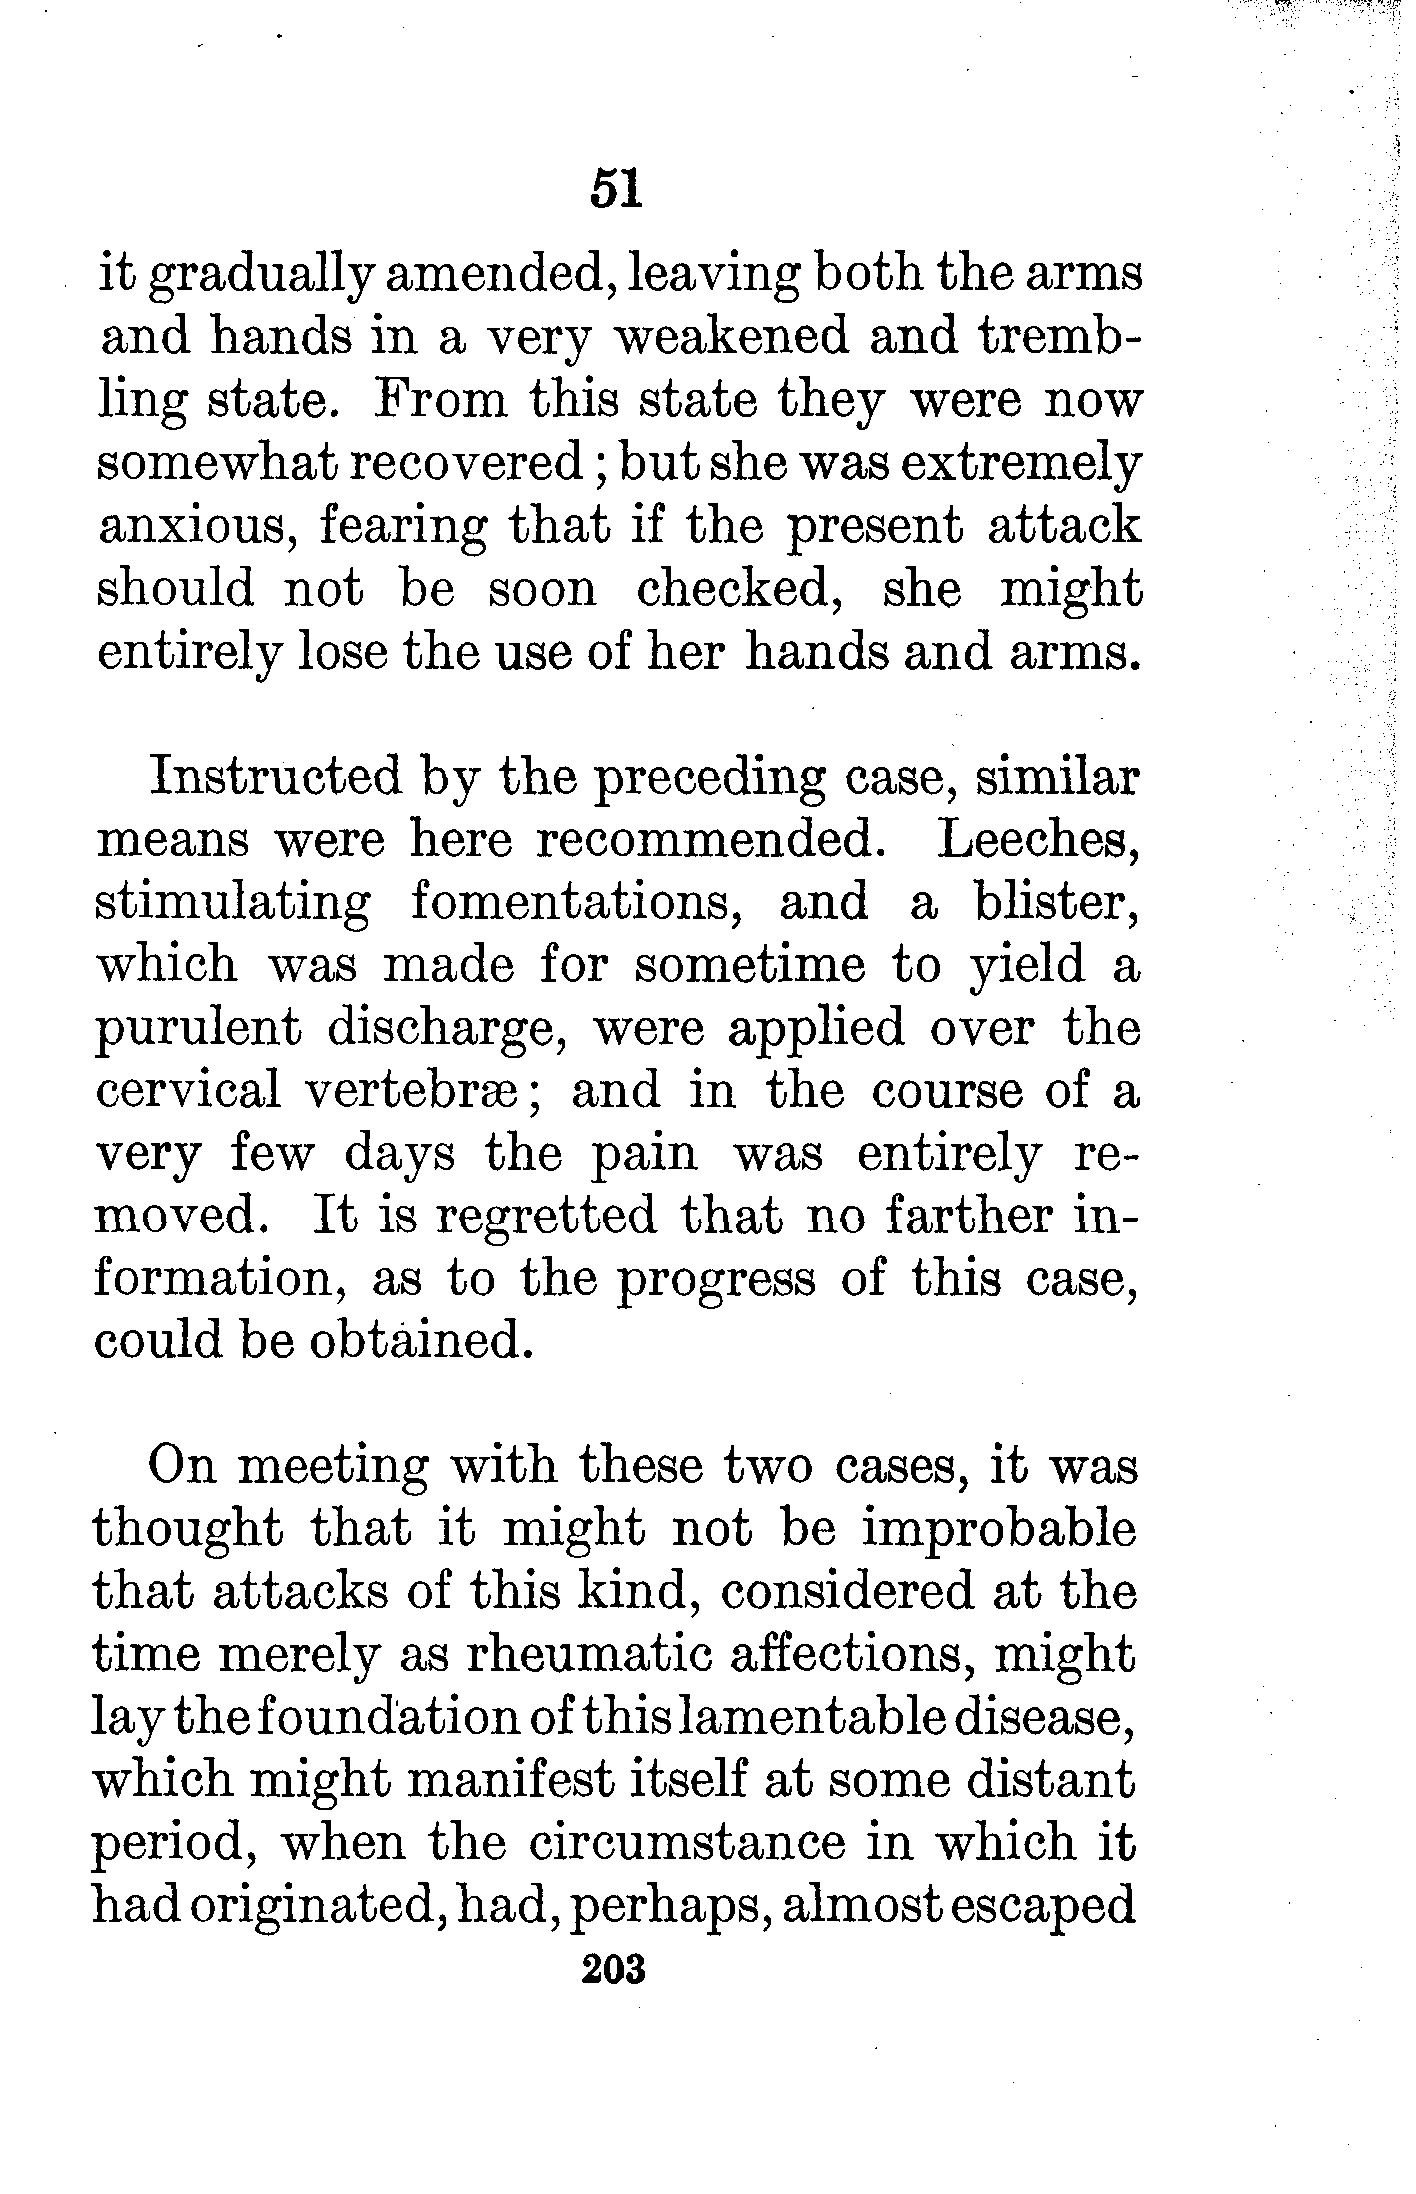 51
it gradually amended, leaving both the arms
and hands in a very weakened and tremb-
ling state. From this state they were now
somewhat recovered ; but she was extremely
anxious, fearing that if the present attack
should not be soon checked, she might
entirely lose the use of her hands and arms.
Instructed by the preceding case, similar
means were here recommended. Leeches,
stimulating fomentations, and a blister,
which was made for sometime to yield a
purulent discharge, were applied over the
cervical vertebræ; and in the course of a
very few days the pain was entirely re-
moved. It is regretted that no farther in-
formation, as to the progress of this case,
could be obtained.
On meeting with these two cases, it was
thought that it might not be improbable
that attacks of this kind, considered at the
time merely as rheumatic affections, might
lay the foundation of this lamentable disease,
which might manifest itself at some distant
period, when the circumstance in which it
had originated, had, perhaps, almost escaped
203